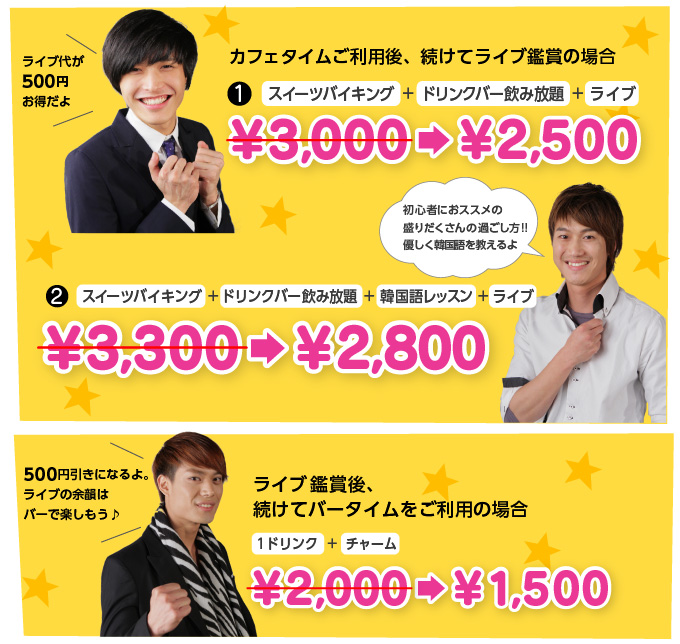 ライブ代が
500円
お得だよ
カフェタイムご利用後、続けてライブ鑑賞の場合
❶ スイーツバイキング + ドリンクバー飲み放題 + ライブ
¥3,000 ➡ ¥2,500
初心者におススメの
盛りだくさんの過ごし方!!
優しく韓国語を教えるよ
❷ スイーツバイキング + ドリンクバー飲み放題 + 韓国語レッスン + ライブ
¥3,300 ➡ ¥2,800
500円引きになるよ。
ライブの余韻は
バーで楽しもう♪
ライブ鑑賞後、
続けてバータイムをご利用の場合
1ドリンク + チャーム
¥2,000 ➡ ¥1,500